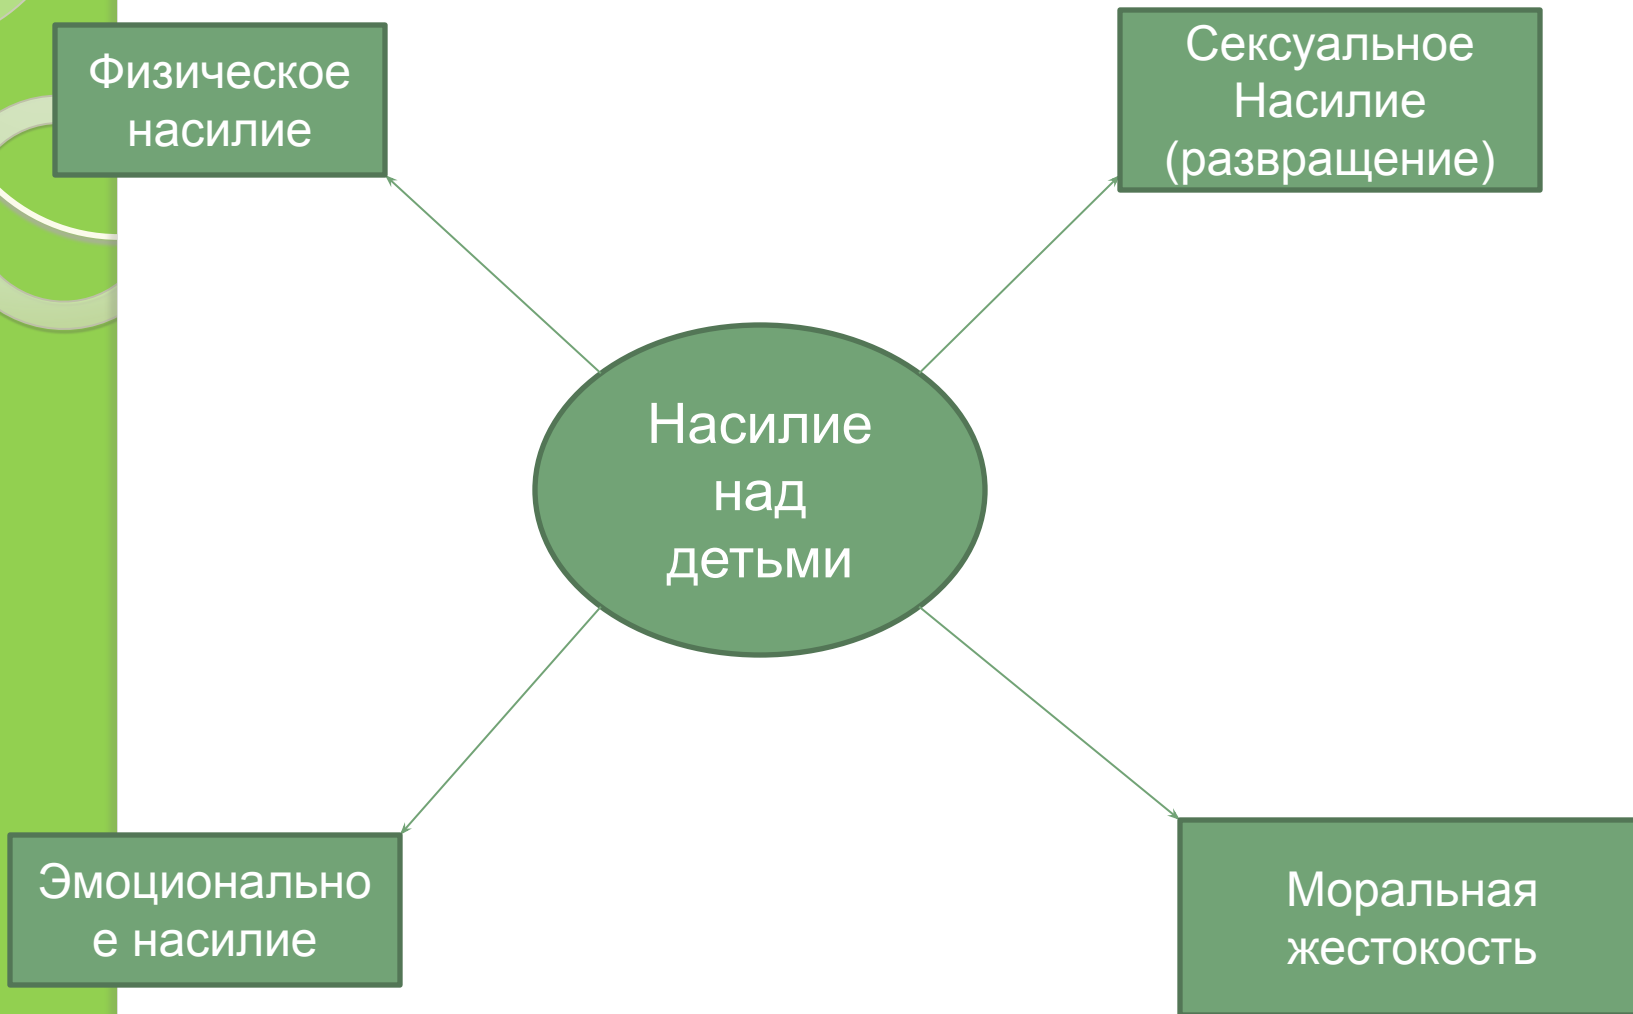 Физическое
насилие
Сексуальное
Насилие
(развращение)
Насилие
над
детьми
Эмоционально
е насилие
Моральная
жестокость